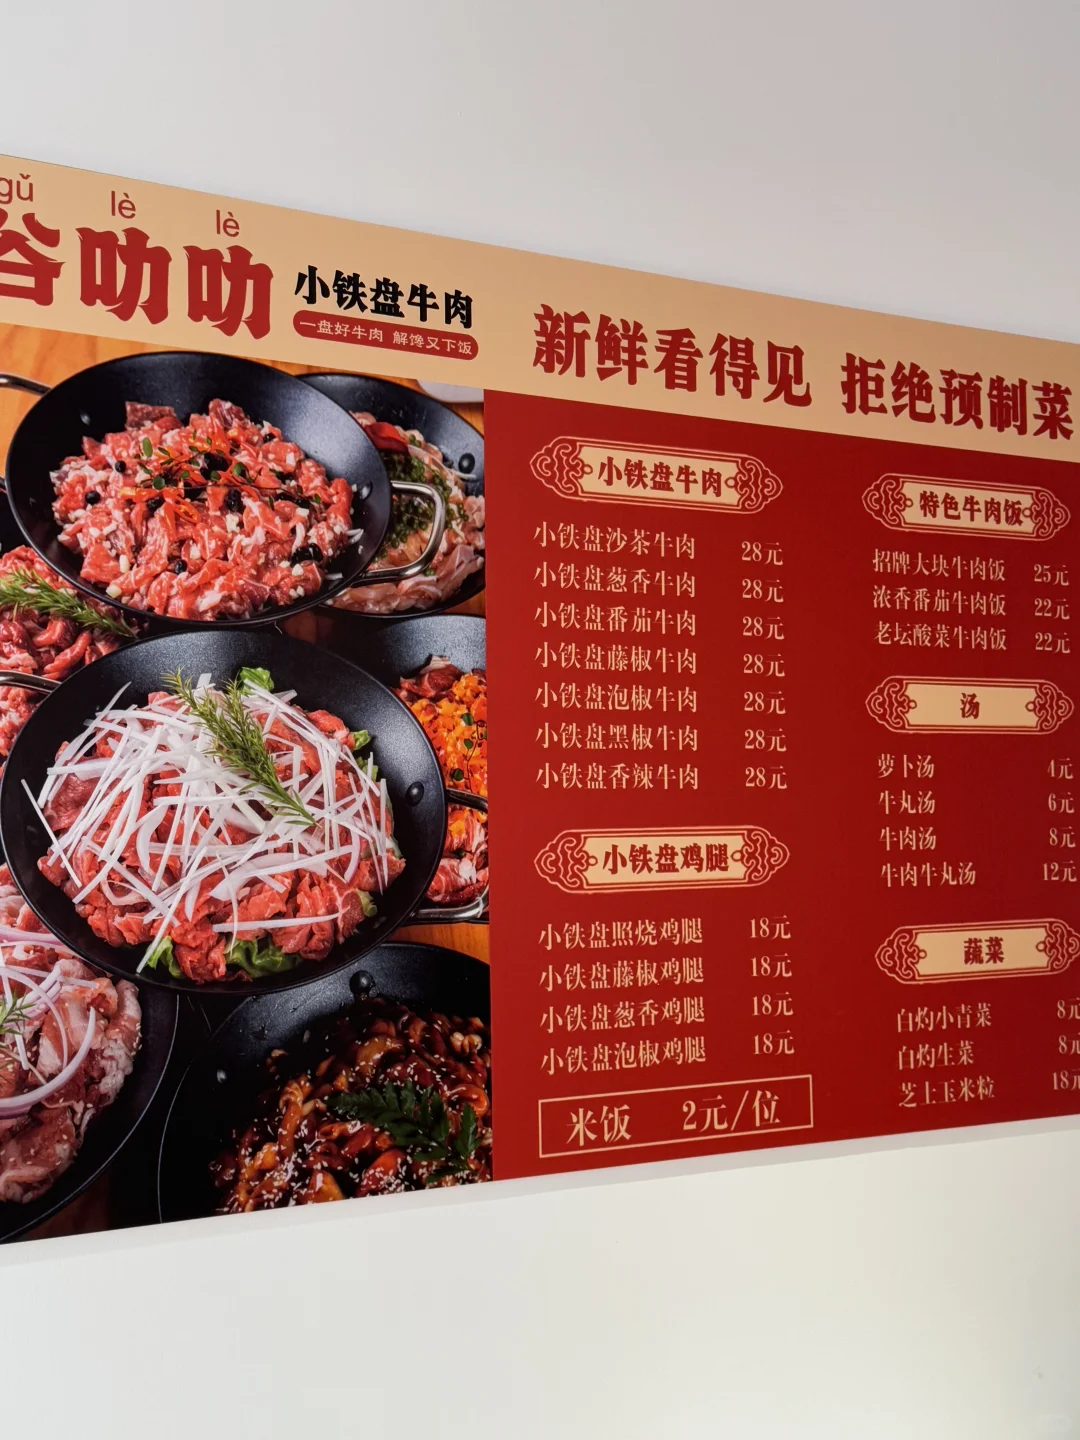 gǔ lè lè
谷叻叻
小铁盘牛肉
一盘好牛肉 解馋又下饭
新鲜看得见 拒绝预制菜
小铁盘牛肉
小铁盘沙茶牛肉 28元
小铁盘葱香牛肉 28元
小铁盘番茄牛肉 28元
小铁盘藤椒牛肉 28元
小铁盘泡椒牛肉 28元
小铁盘黑椒牛肉 28元
小铁盘香辣牛肉 28元
小铁盘鸡腿
小铁盘照烧鸡腿 18元
小铁盘藤椒鸡腿 18元
小铁盘葱香鸡腿 18元
小铁盘泡椒鸡腿 18元
米饭 2元/位
特色牛肉饭
招牌大块牛肉饭 25元
浓香番茄牛肉饭 22元
老坛酸菜牛肉饭 22元
汤
萝卜汤 4元
牛丸汤 6元
牛肉汤 8元
牛肉牛丸汤 12元
蔬菜
白灼小青菜 8元
白灼生菜 8元
芝士玉米粒 18元